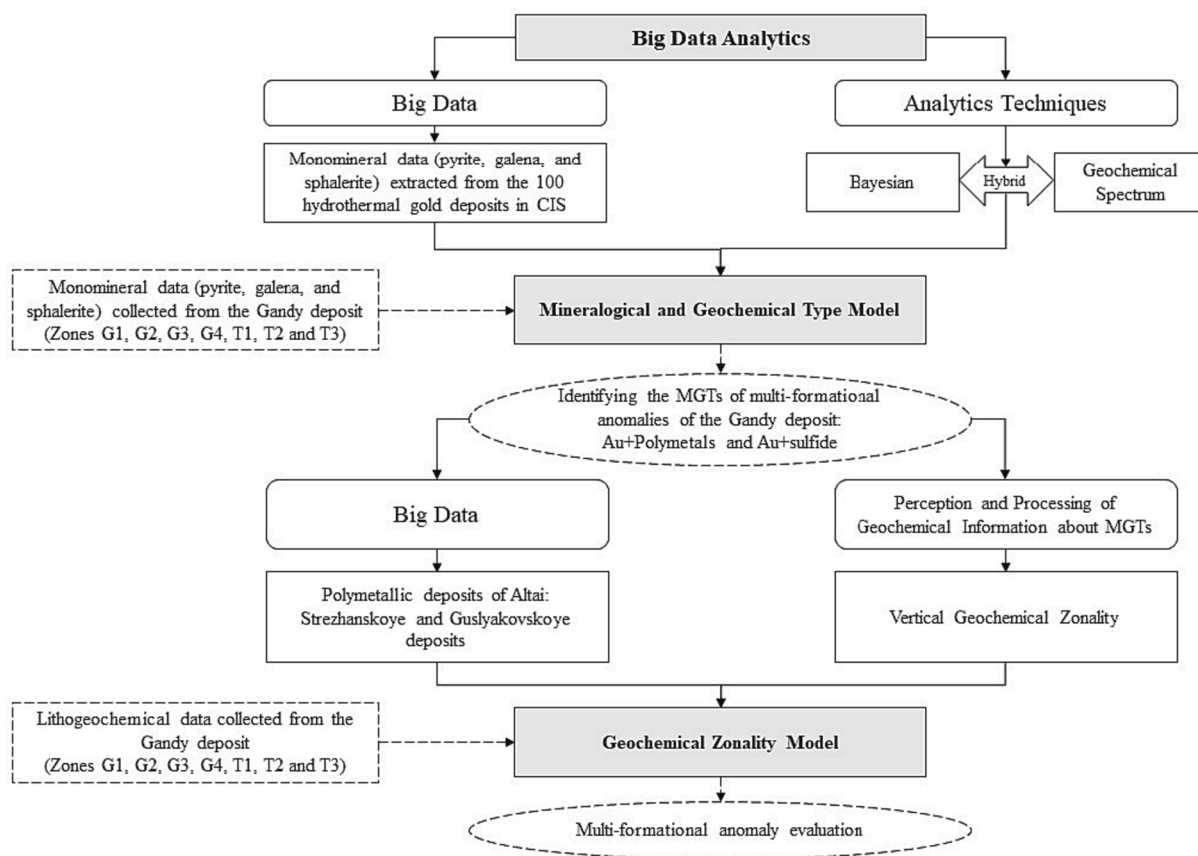 Big Data Analytics
Big Data
Analytics Techniques
Monomineral data (pyrite, galena, and
sphalerite) extracted from the 100
hydrothermal gold deposits in CIS
Bayesian
Hybrid
Geochemical
Spectrum
Monomineral data (pyrite, galena, and
sphalerite) collected from the Gandy deposit
(Zones G1, G2, G3, G4, T1, T2 and T3)
Mineralogical and Geochemical Type Model
Identifying the MGTs of multi-formational
anomalies of the Gandy deposit:
Au+Polymetals and Au+sulfide
Big Data
Perception and Processing of
Geochemical Information about MGTs
Polymetallic deposits of Altai:
Strezhanskoye and Guslyakovskoye
deposits
Vertical Geochemical Zonality
Lithogeochemical data collected from the
Gandy deposit
(Zones G1, G2, G3, G4, T1, T2 and T3)
Geochemical Zonality Model
Multi-formational anomaly evaluation